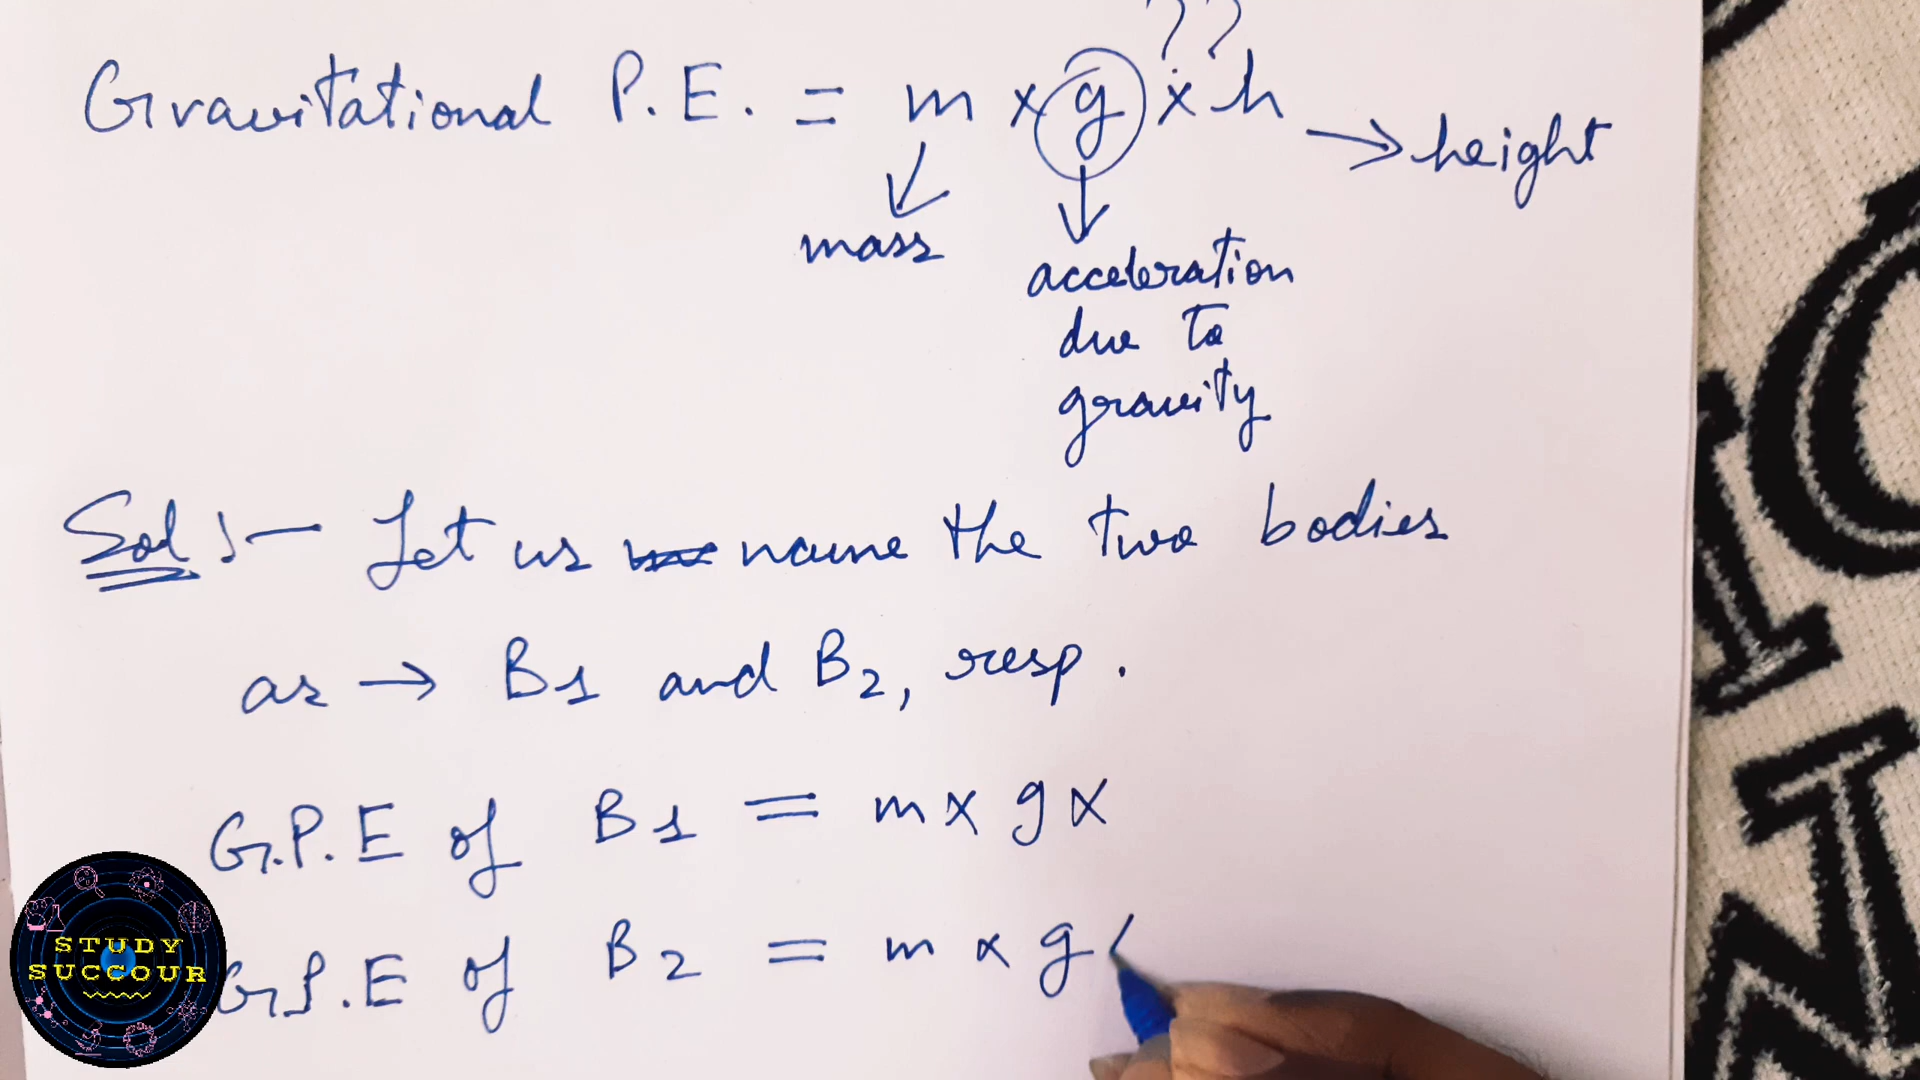 ??
Gravitational P.E. = m x g x h → height
mass
acceleration
due to
gravity
Sol :- Let us name the two bodies
as → B1 and B2, resp.
G.P.E of B1 = m x g x
G.P.E of B2 = m x g
STUDY
SUCCOUR